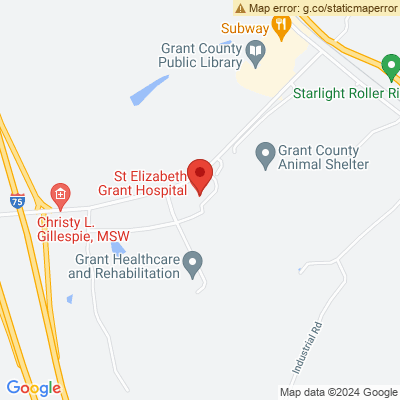 Map error: g.co/staticmaperror
Subway
Grant County
Public Library
Starlight Roller Ri
Grant County
Animal Shelter
St Elizabeth
Grant Hospital
75
Christy L.
Gillespie, MSW
Grant Healthcare
and Rehabilitation
Industrial Rd
Google
Map data ©2024 Google